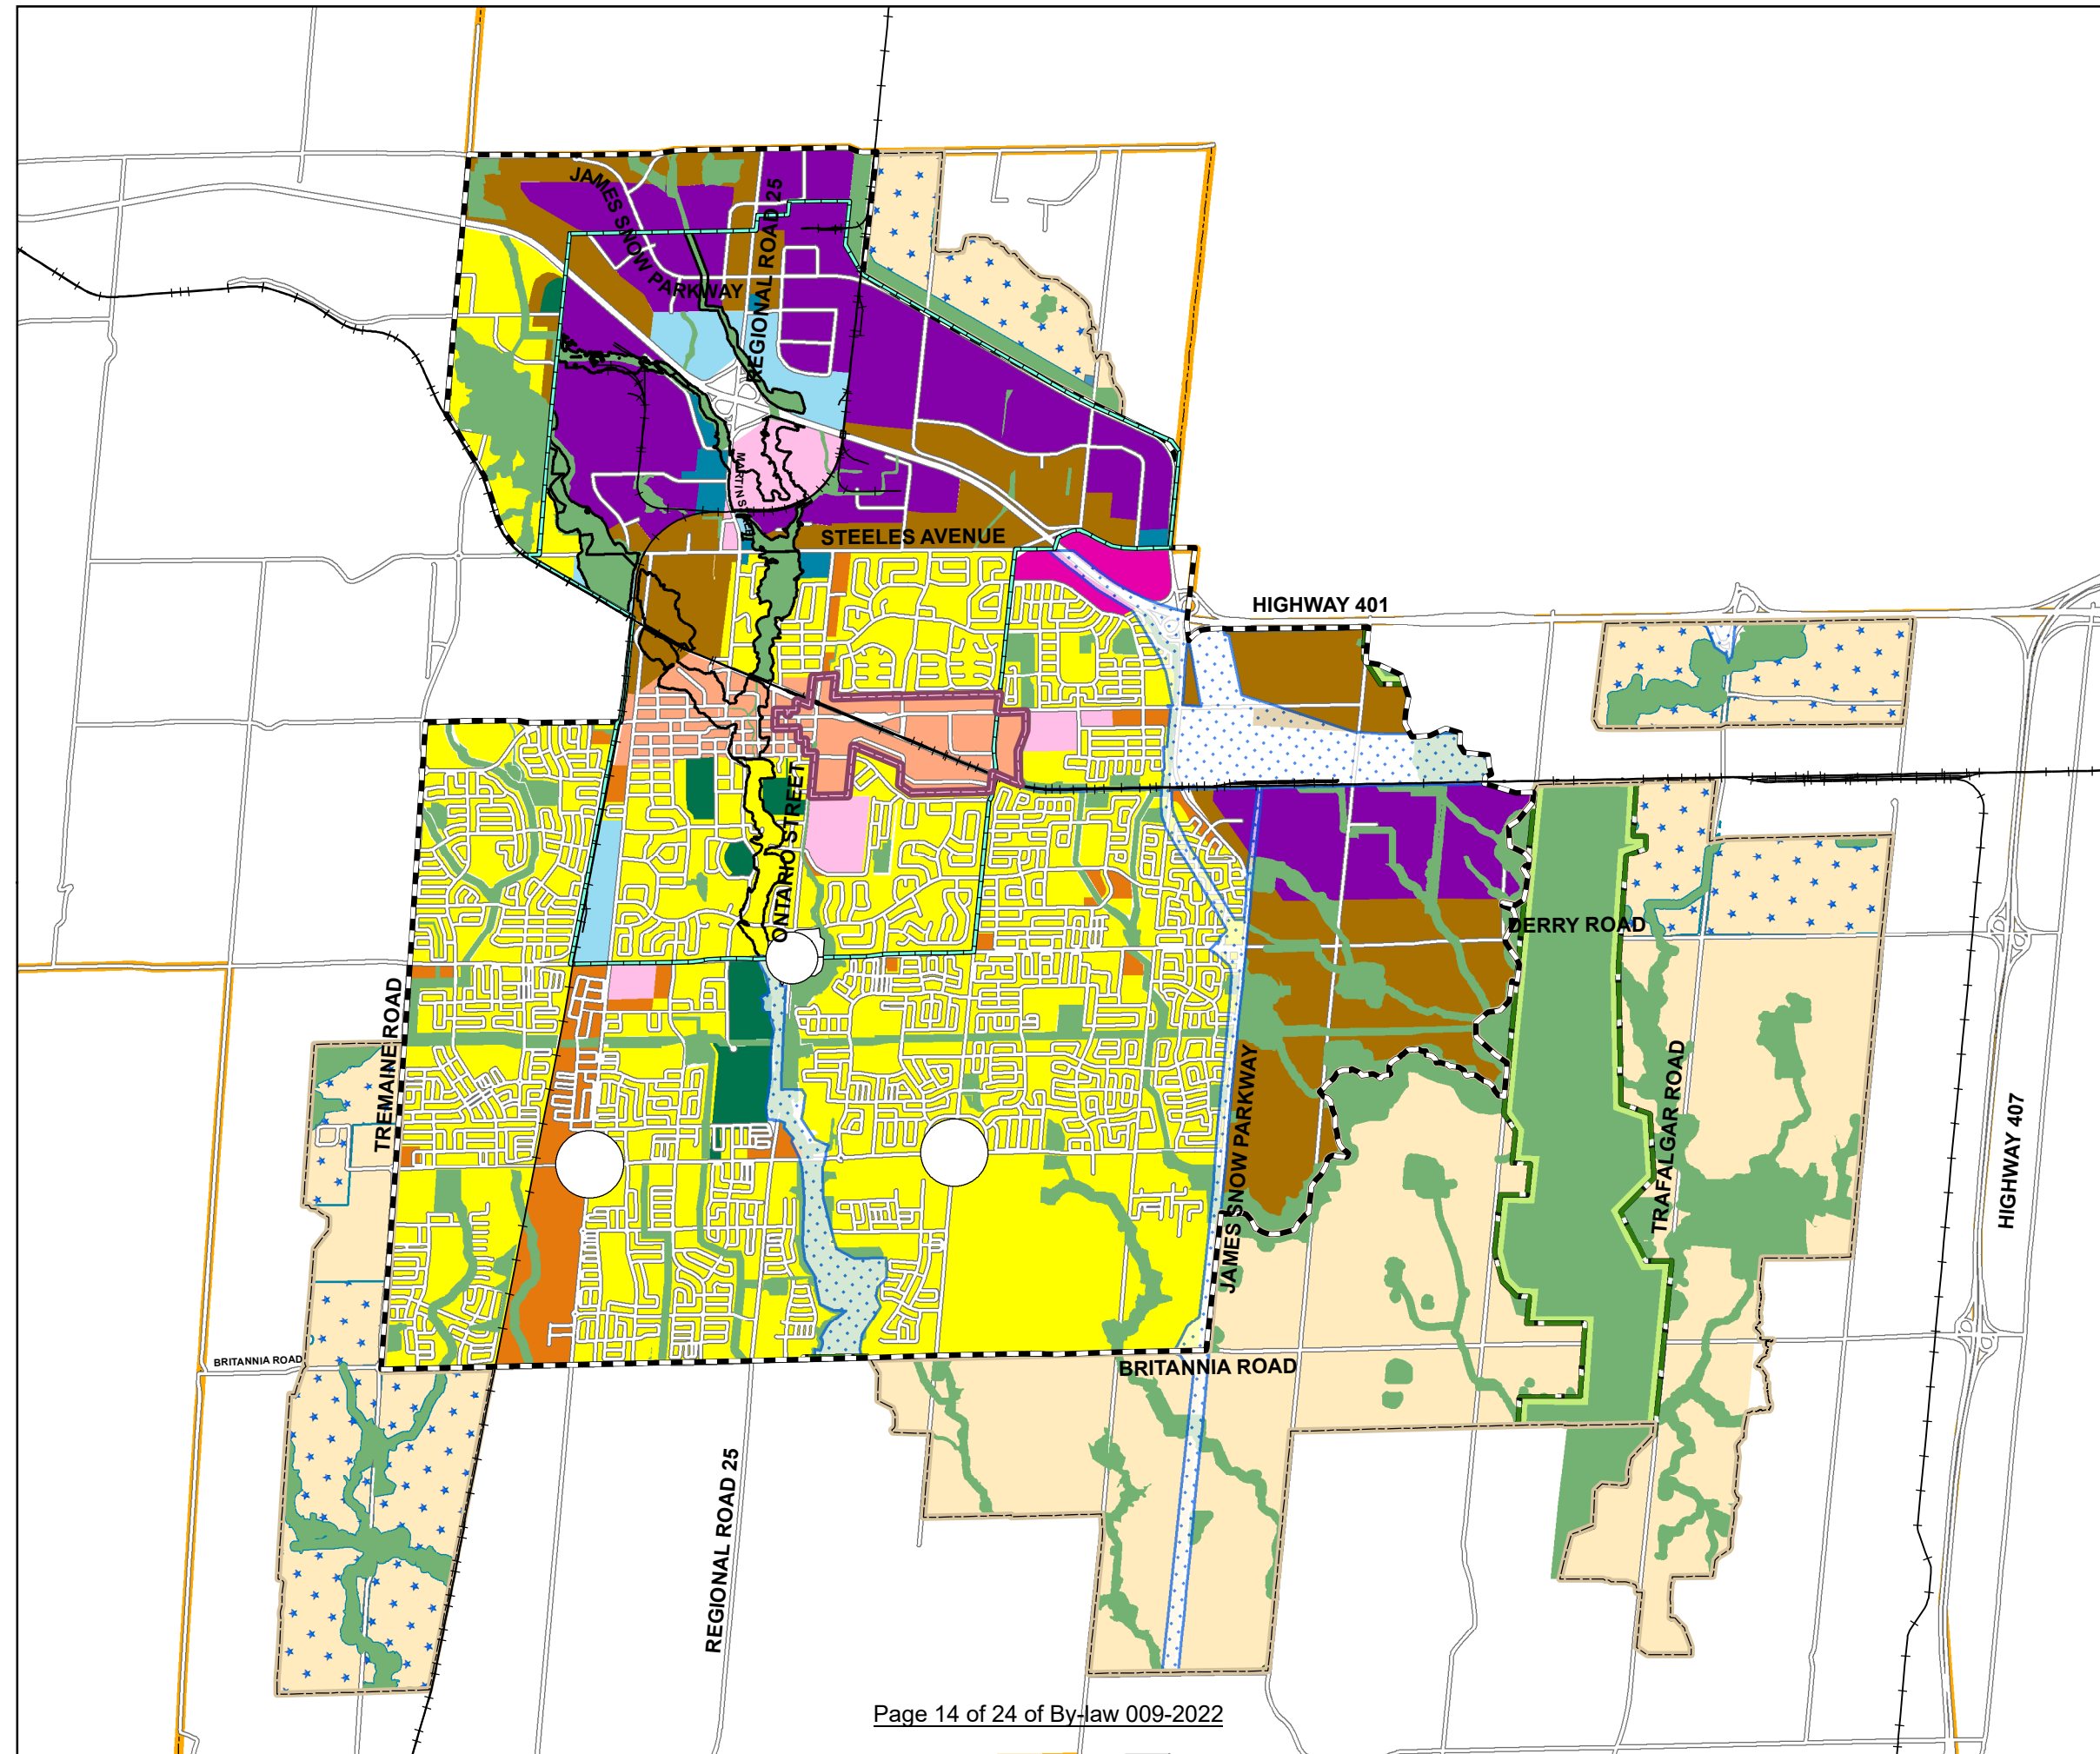 JAMES SNOW PARKWAY
REGIONAL ROAD 25
STEELES AVENUE
HIGHWAY 401
ONTARIO STREET
DERRY ROAD
TREMAINE ROAD
JAMES SNOW PARKWAY
TRAFALGAR ROAD
HIGHWAY 407
BRITANNIA ROAD
BRITANNIA ROAD
REGIONAL ROAD 25
Page 14 of 24 of By-law 009-2022